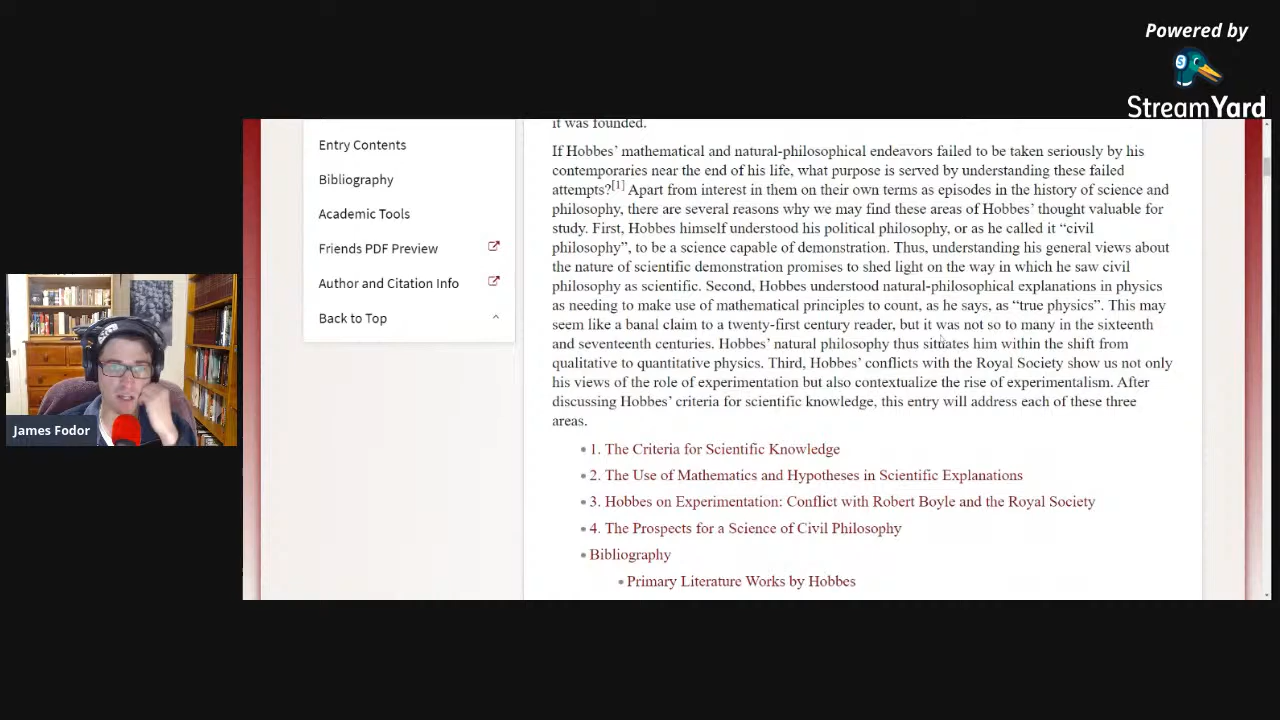 Powered by
StreamYard
Entry Contents
Bibliography
Academic Tools
Friends PDF Preview
Author and Citation Info
Back to Top
it was founded.
If Hobbes’ mathematical and natural-philosophical endeavors failed to be taken seriously by his
contemporaries near the end of his life, what purpose is served by understanding these failed
attempts?[1] Apart from interest in them on their own terms as episodes in the history of science and
philosophy, there are several reasons why we may find these areas of Hobbes’ thought valuable for
study. First, Hobbes himself understood his political philosophy, or as he called it “civil
philosophy”, to be a science capable of demonstration. Thus, understanding his general views about
the nature of scientific demonstration promises to shed light on the way in which he saw civil
philosophy as scientific. Second, Hobbes understood natural-philosophical explanations in physics
as needing to make use of mathematical principles to count, as he says, as “true physics”. This may
seem like a banal claim to a twenty-first century reader, but it was not so to many in the sixteenth
and seventeenth centuries. Hobbes’ natural philosophy thus situates him within the shift from
qualitative to quantitative physics. Third, Hobbes’ conflicts with the Royal Society show us not only
his views of the role of experimentation but also contextualize the rise of experimentalism. After
discussing Hobbes’ criteria for scientific knowledge, this entry will address each of these three
areas.
1. The Criteria for Scientific Knowledge
2. The Use of Mathematics and Hypotheses in Scientific Explanations
3. Hobbes on Experimentation: Conflict with Robert Boyle and the Royal Society
4. The Prospects for a Science of Civil Philosophy
Bibliography
Primary Literature Works by Hobbes
James Fodor